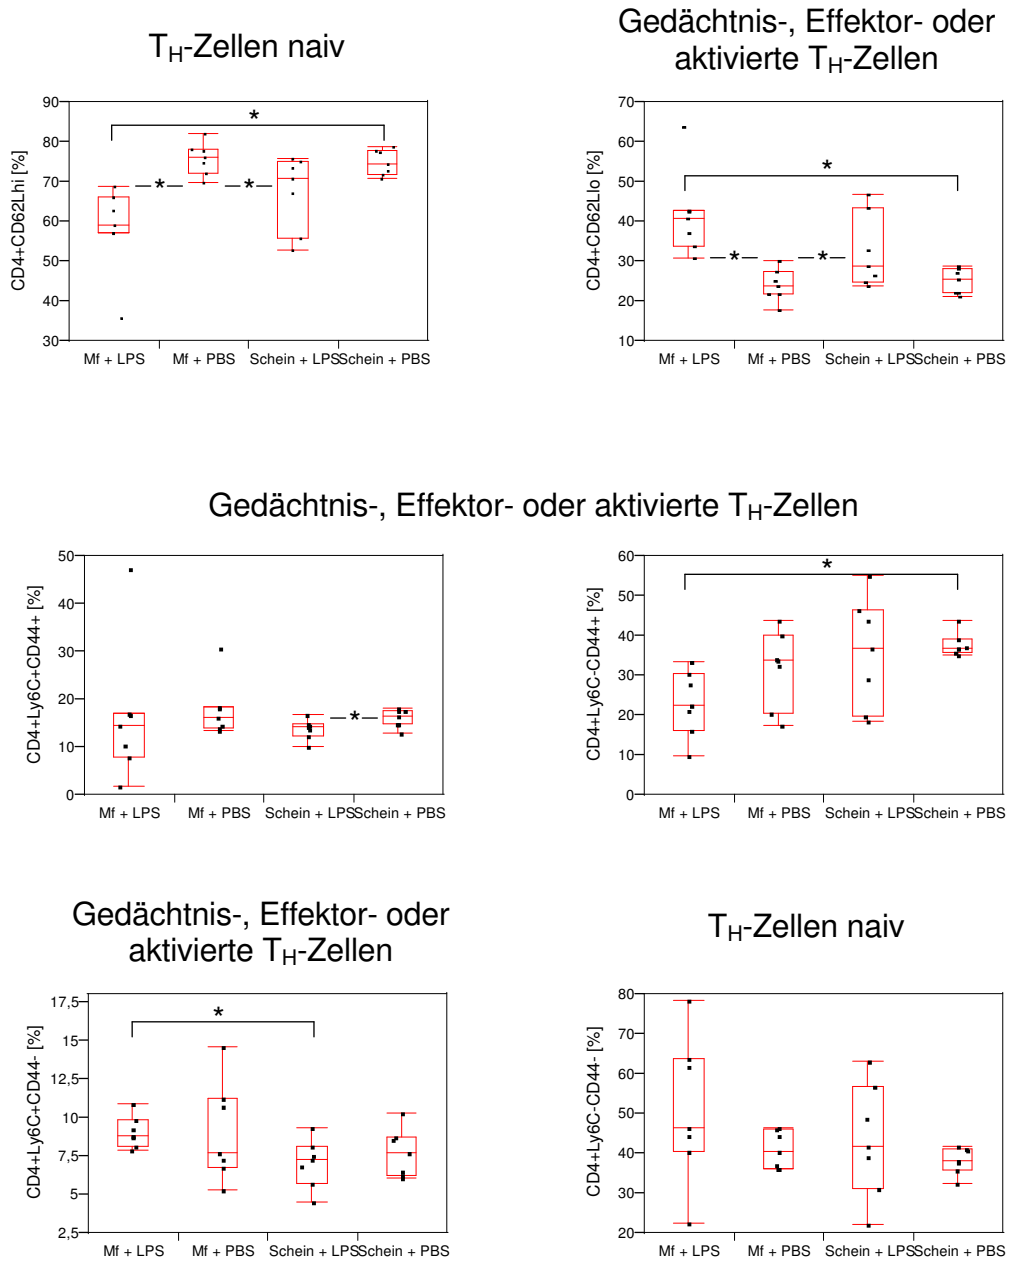 T_H-Zellen naiv
Gedächtnis-, Effektor- oder
aktivierte T_H-Zellen
CD4+CD62Lhi [%]
90
80
70
60
50
40
30
*
*
*
Mf + LPS Mf + PBS Schein + LPS Schein + PBS
CD4+CD62Llo [%]
70
60
50
40
30
20
10
*
*
*
Mf + LPS Mf + PBS Schein + LPS Schein + PBS
Gedächtnis-, Effektor- oder aktivierte T_H-Zellen
CD4+Ly6C+CD44+ [%]
50
40
30
20
10
0
*
Mf + LPS Mf + PBS Schein + LPS Schein + PBS
CD4+Ly6C-CD44+ [%]
60
50
40
30
20
10
0
*
Mf + LPS Mf + PBS Schein + LPS Schein + PBS
Gedächtnis-, Effektor- oder
aktivierte T_H-Zellen
CD4+Ly6C+CD44- [%]
17,5
15
12,5
10
7,5
5
2,5
*
Mf + LPS Mf + PBS Schein + LPS Schein + PBS
T_H-Zellen naiv
CD4+Ly6C-CD44- [%]
80
70
60
50
40
30
20
Mf + LPS Mf + PBS Schein + LPS Schein + PBS